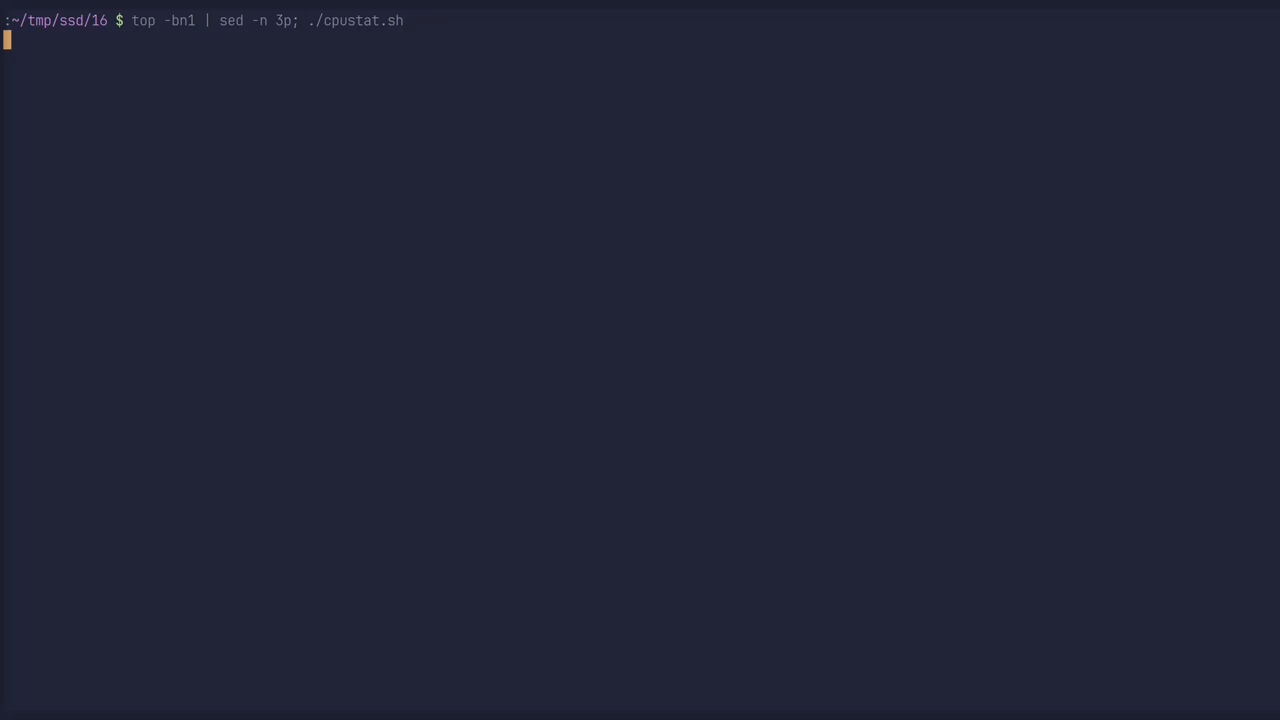 :~/tmp/ssd/16 $ top -bn1 | sed -n 3p; ./cpustat.sh